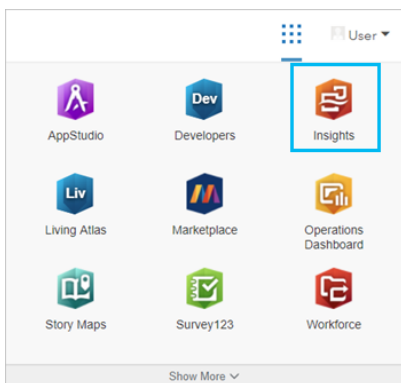 User
AppStudio
Dev
Developers
Insights
Liv
Living Atlas
Marketplace
Operations
Dashboard
Story Maps
Survey123
Workforce
Show More